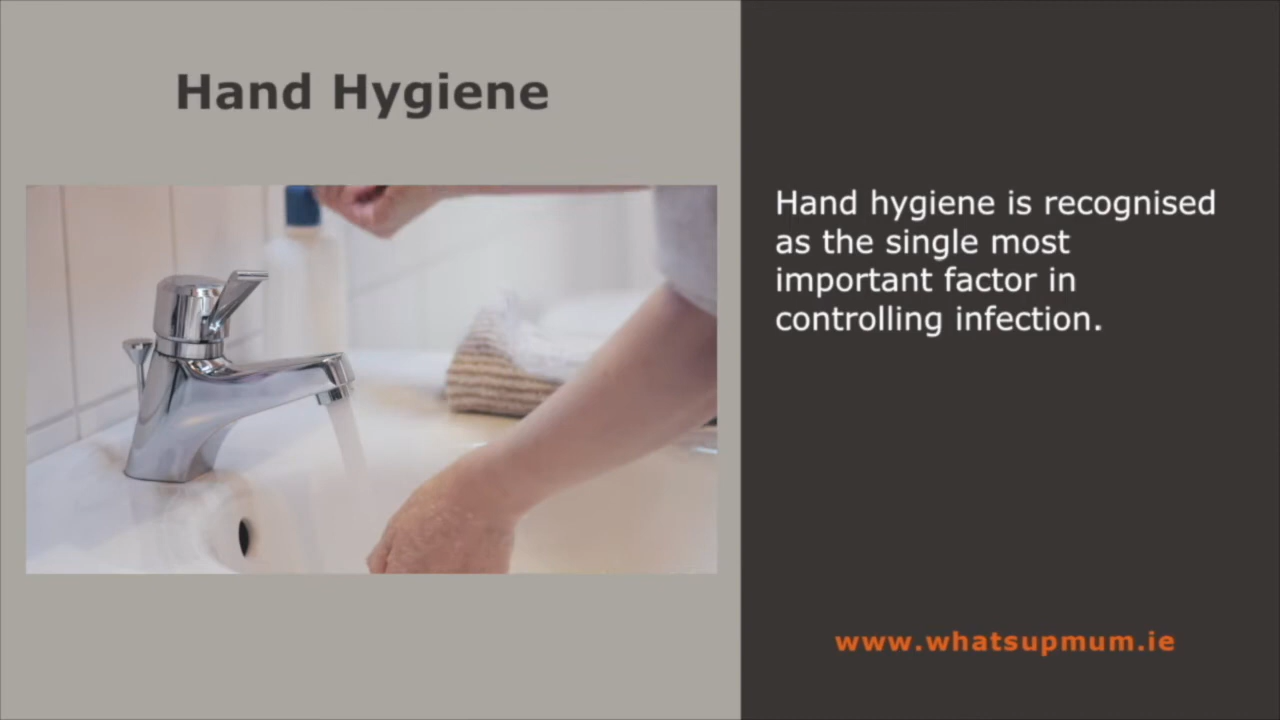 Hand Hygiene
Hand hygiene is recognised
as the single most
important factor in
controlling infection.
www.whatsupmum.ie